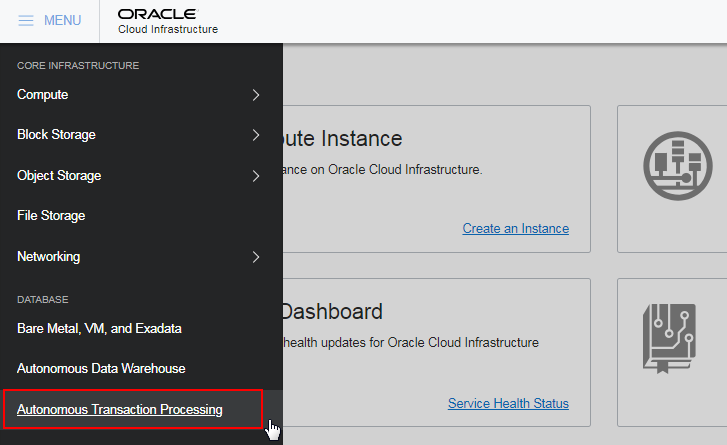 MENU
ORACLE
Cloud Infrastructure
CORE INFRASTRUCTURE
Compute
Block Storage
Object Storage
File Storage
Networking
DATABASE
Bare Metal, VM, and Exadata
Autonomous Data Warehouse
Autonomous Transaction Processing
Instance
on Oracle Cloud Infrastructure.
Create an Instance
Dashboard
health updates for Oracle Cloud Infrastructure
Service Health Status